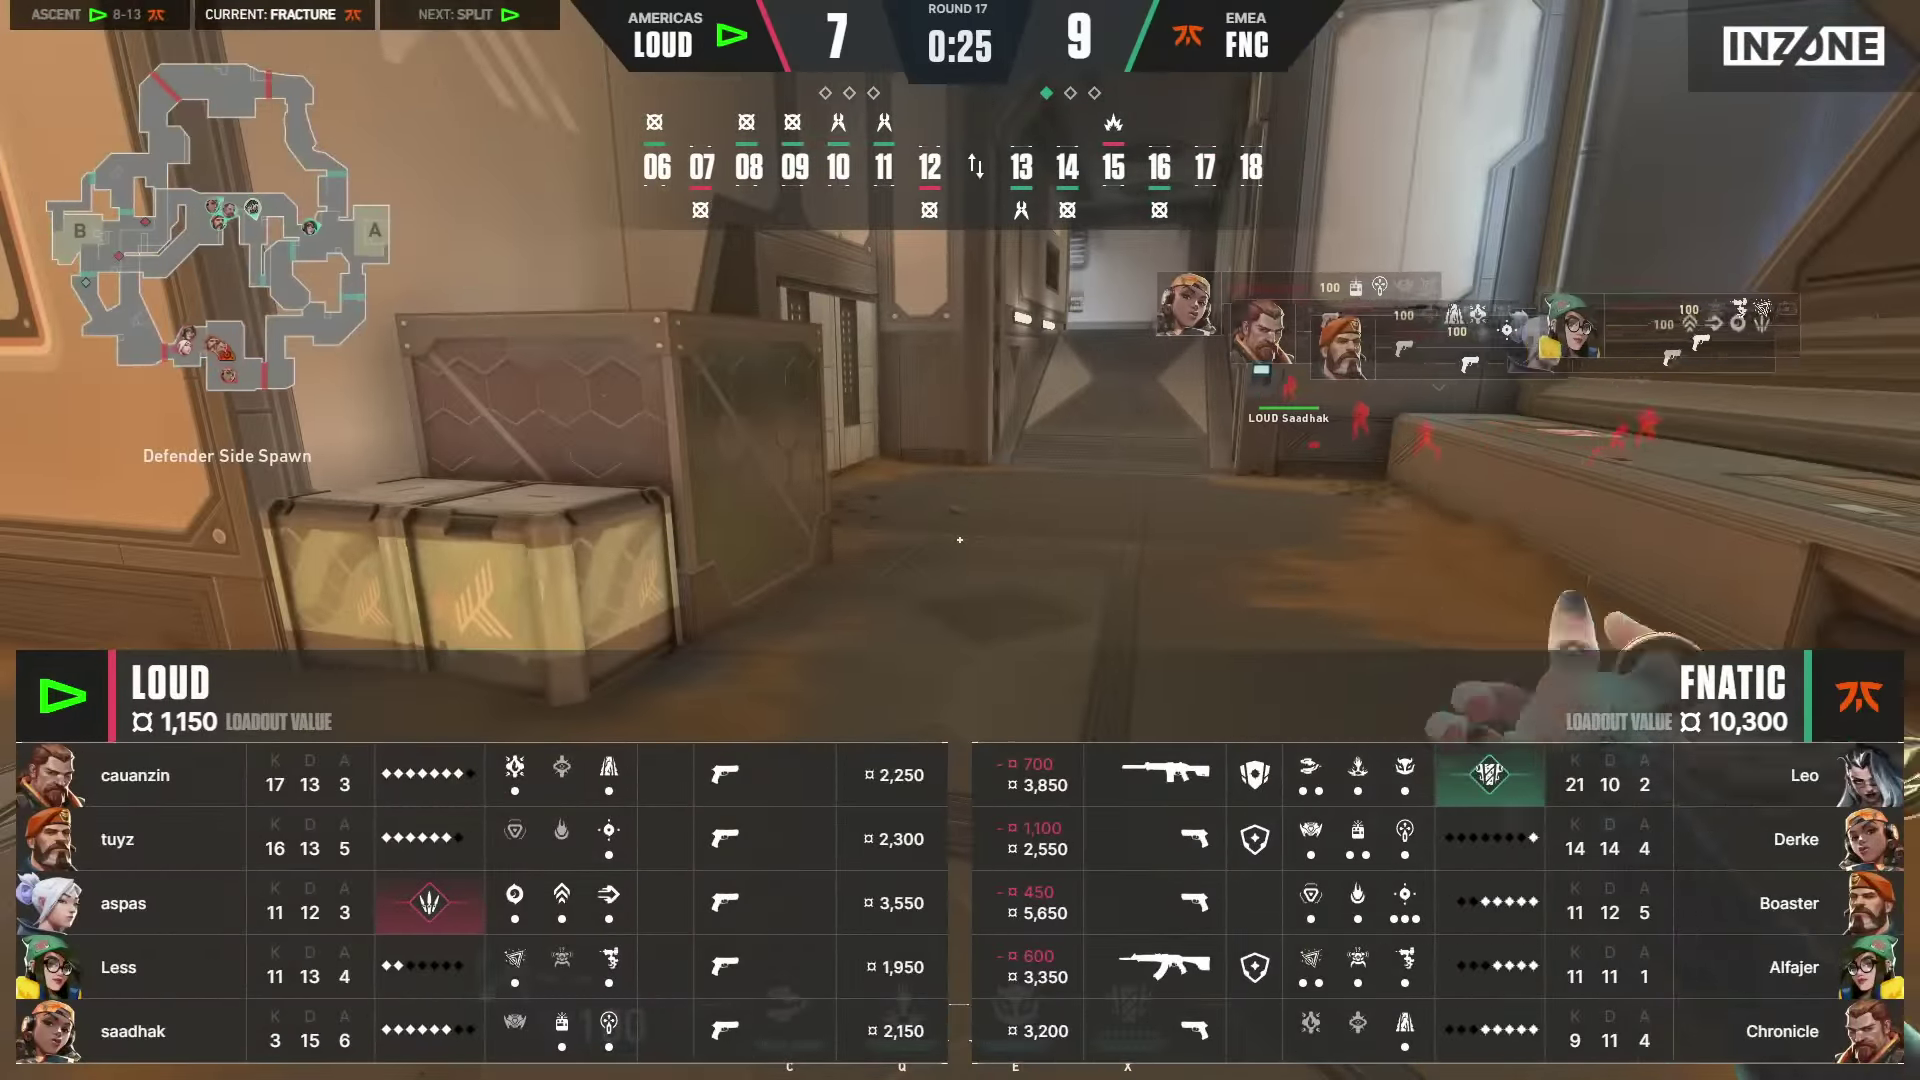 ASCENT 8-13
CURRENT: FRACTURE
NEXT: SPLIT
AMERICAS
LOUD
7
ROUND 17
0:25
9
EMEA
FNC
INZONE
06 07 08 09 10 11 12 13 14 15 16 17 18
B
A
Defender Side Spawn
100
100
100
100
100
LOUD Saadhak
LOUD
¤ 1,150 LOADOUT VALUE
FNATIC
LOADOUT VALUE ¤ 10,300
cauanzin K 17 D 13 A 3 ¤ 2,250
- ¤ 700 ¤ 3,850 K 21 D 10 A 2 Leo
tuyz K 16 D 13 A 5 ¤ 2,300
- ¤ 1,100 ¤ 2,550 K 14 D 14 A 4 Derke
aspas K 11 D 12 A 3 ¤ 3,550
- ¤ 450 ¤ 5,650 K 11 D 12 A 5 Boaster
Less K 11 D 13 A 4 ¤ 1,950
- ¤ 600 ¤ 3,350 K 11 D 11 A 1 Alfajer
saadhak K 3 D 15 A 6 ¤ 2,150
¤ 3,200 K 9 D 11 A 4 Chronicle
C Q E X